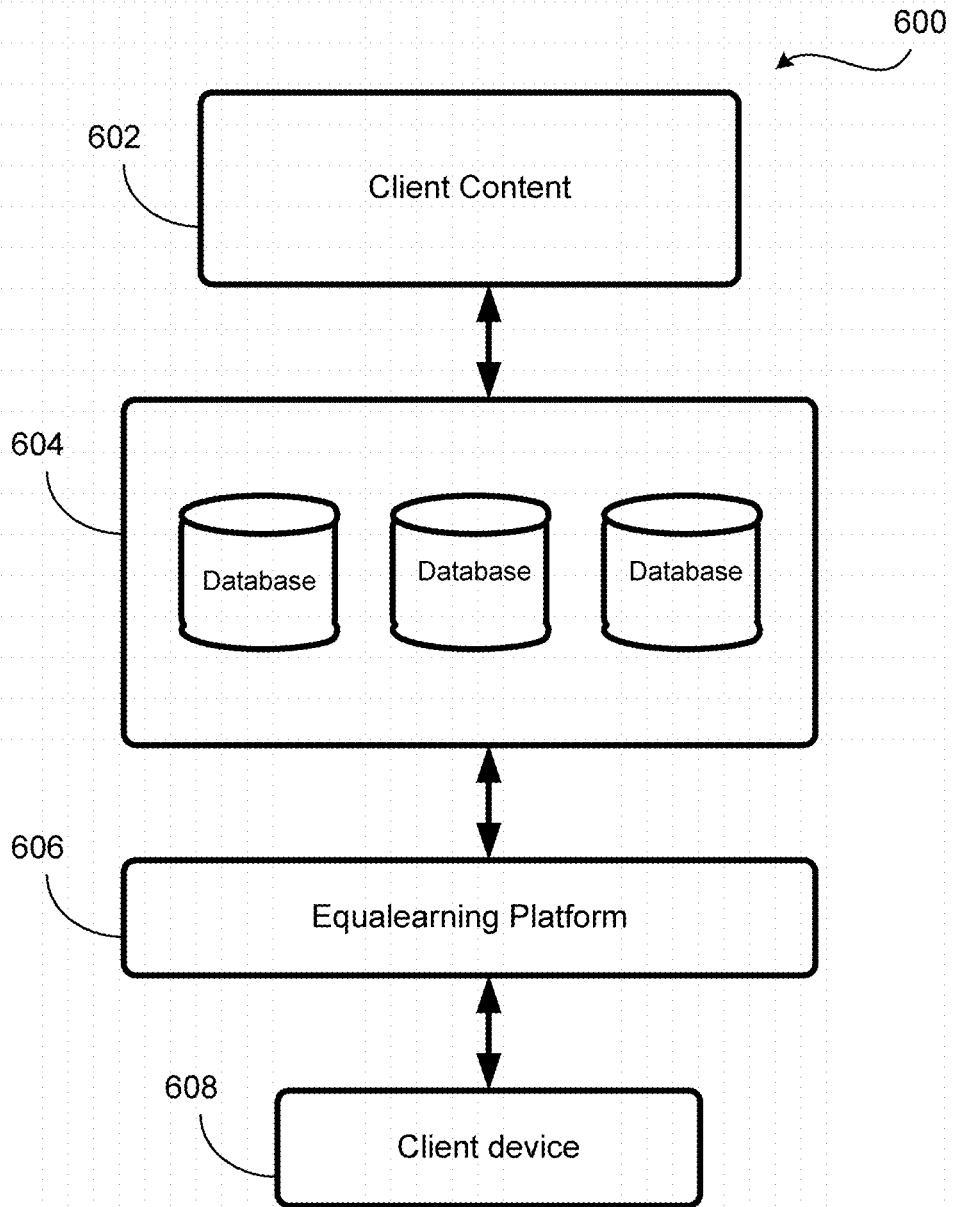 600
602
Client Content
604
Database
Database
Database
606
Equalearning Platform
608
Client device